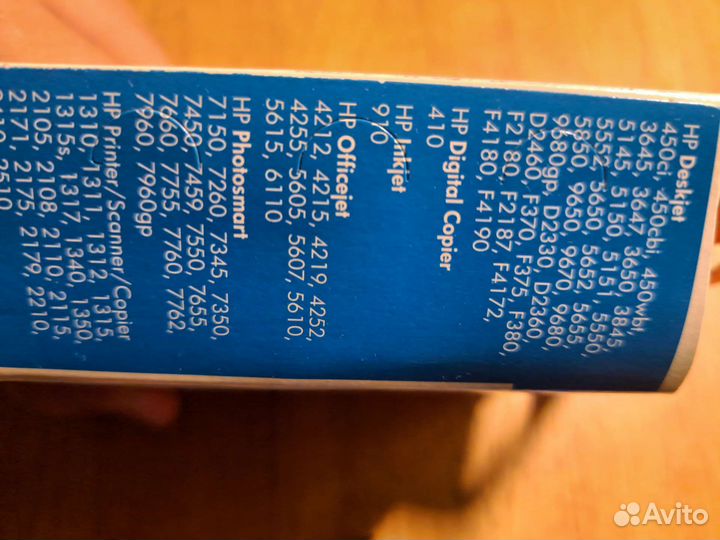 HP Deskjet
450ci, 450cbi, 450wbt,
3645, 3647, 3650, 3845,
5145, 5150, 5151, 5550,
5552, 5650, 5652, 5655,
5850, 9650, 9670, 9680,
9680gp, D2330, D2360,
D2460, F370, F375, F380,
F2180, F2187, F4172,
F4180, F4190
HP Digital Copier
410
HP Inkjet
910
HP Officejet
4212, 4215, 4219, 4252,
4255, 5605, 5607, 5610,
5615, 6110
HP Photosmart
7150, 7260, 7345, 7350,
7450, 7459, 7550, 7655,
7660, 7755, 7760, 7762,
7960, 7960gp
HP Printer/Scanner/Copier
1310, 1311, 1312, 1315,
1315s, 1317, 1340, 1350,
2105, 2108, 2110, 2115,
2171, 2175, 2179, 2210,
2510
Avito